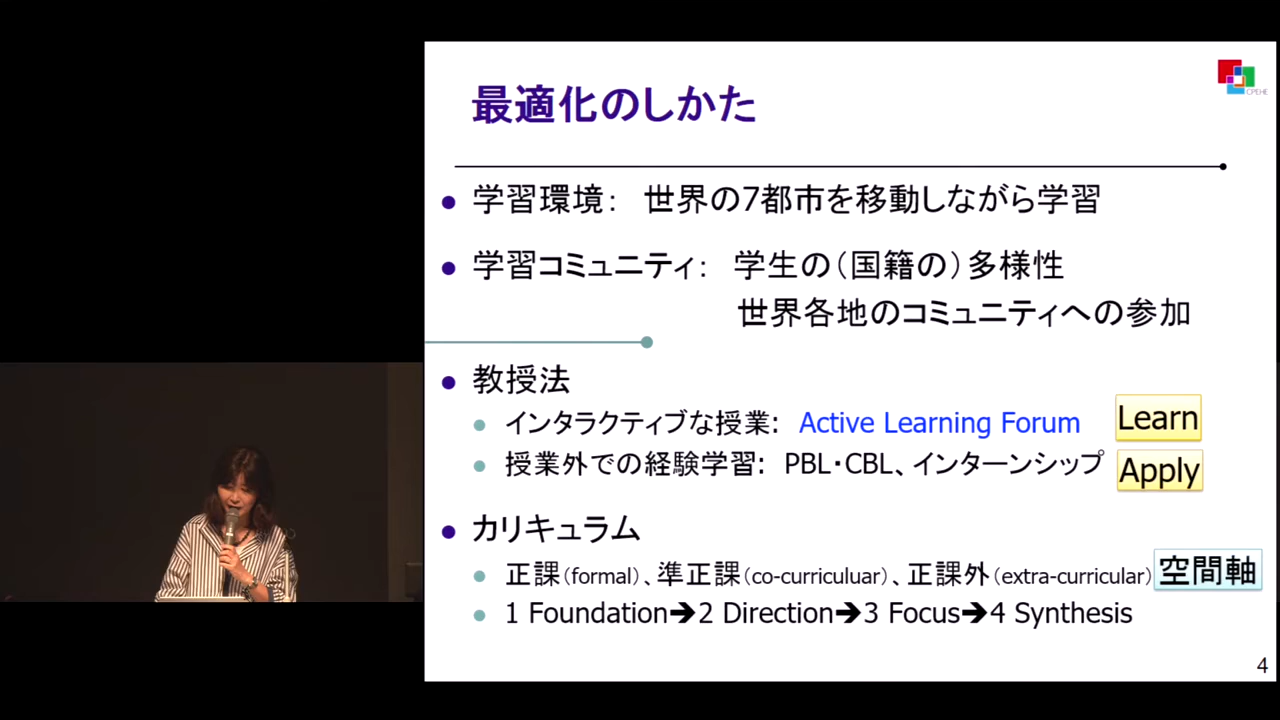 最適化のしかた
CPEHE
学習環境： 世界の7都市を移動しながら学習
学習コミュニティ： 学生の（国籍の）多様性
世界各地のコミュニティへの参加
教授法
インタラクティブな授業： Active Learning Forum
Learn
授業外での経験学習： PBL・CBL、インターンシップ
Apply
カリキュラム
正課（formal）、準正課（co-curriculuar）、正課外（extra-curricular）
空間軸
1 Foundation➔2 Direction➔3 Focus➔4 Synthesis
4